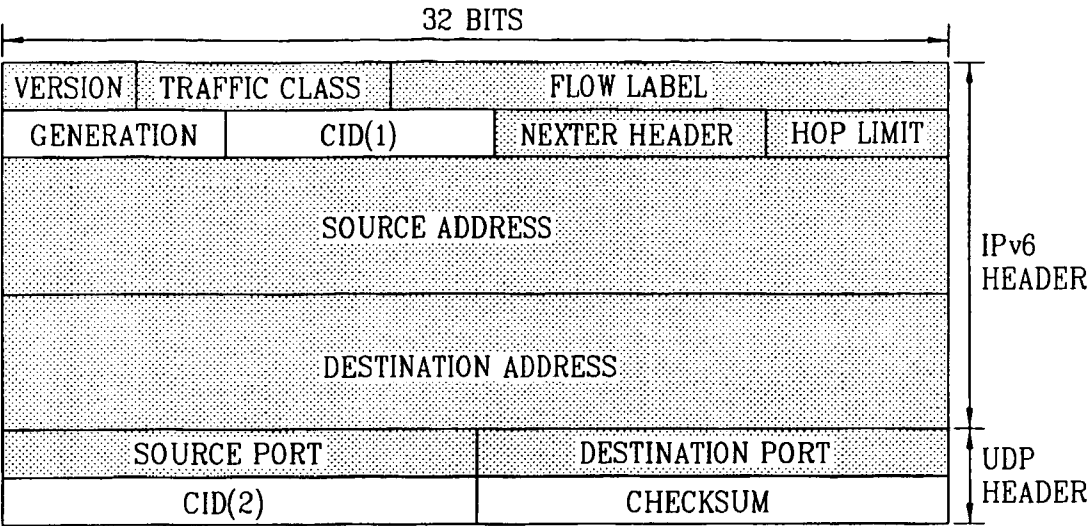 32 BITS
VERSION TRAFFIC CLASS FLOW LABEL
GENERATION CID(1) NEXTER HEADER HOP LIMIT
SOURCE ADDRESS
IPv6
HEADER
DESTINATION ADDRESS
SOURCE PORT DESTINATION PORT
UDP
HEADER
CID(2) CHECKSUM